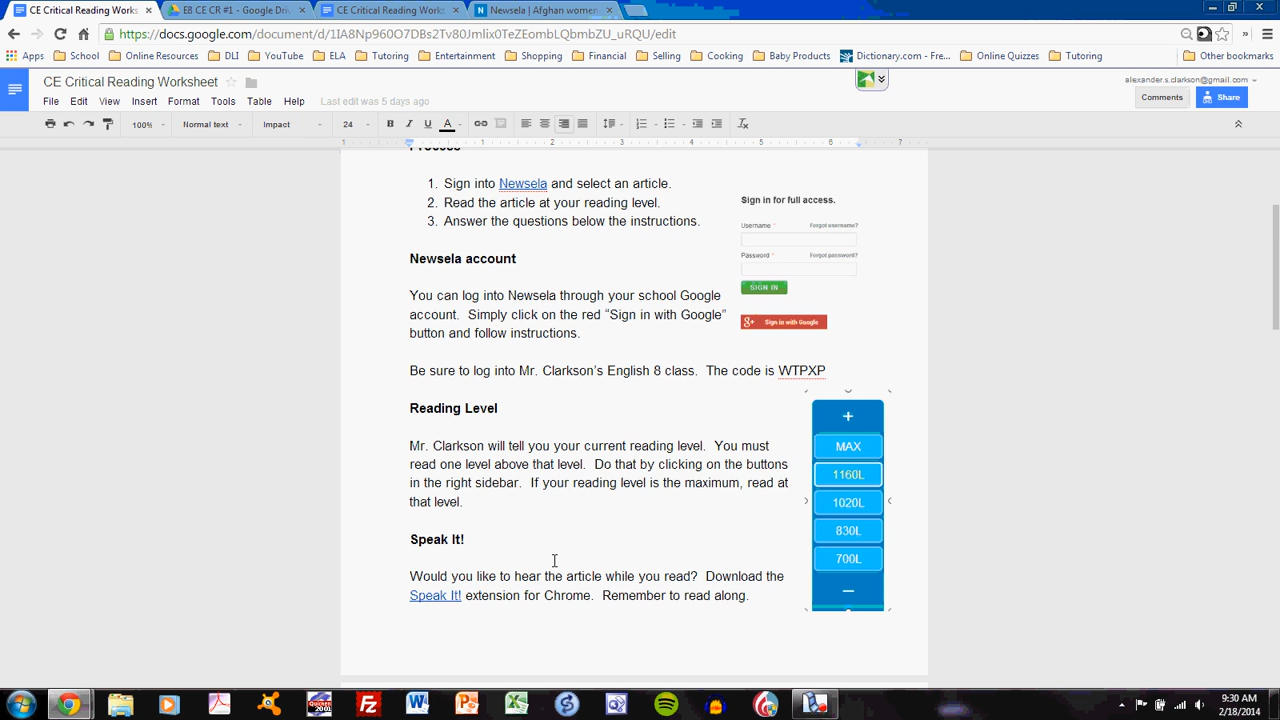 CE Critical Reading Works
E8 CE CR #1 - Google Driv
CE Critical Reading Works
Newsela | Afghan women
https://docs.google.com/document/d/1IA8Np960O7DBs2Tv80Jmlix0TeZEombLQbmbZU_uRQU/edit
Apps School Online Resources DLI YouTube ELA Tutoring Entertainment Shopping Financial Selling Cooking Baby Products Dictionary.com - Fre... Online Quizzes Tutoring Other bookmarks
CE Critical Reading Worksheet
alexander.s.clarkson@gmail.com
File Edit View Insert Format Tools Table Help Last edit was 5 days ago
Comments Share
100% Normal text Impact 24 B I U A
1 1 2 3 4 5 6 7
Process
1. Sign into Newsela and select an article.
2. Read the article at your reading level.
3. Answer the questions below the instructions.
Sign in for full access.
Username * Forgot username?
Password * Forgot password?
SIGN IN
Sign in with Google
Newsela account
You can log into Newsela through your school Google
account. Simply click on the red “Sign in with Google”
button and follow instructions.
Be sure to log into Mr. Clarkson’s English 8 class. The code is WTPXP
Reading Level
Mr. Clarkson will tell you your current reading level. You must
read one level above that level. Do that by clicking on the buttons
in the right sidebar. If your reading level is the maximum, read at
that level.
+
MAX
1160L
1020L
830L
700L
–
Speak It!
Would you like to hear the article while you read? Download the
Speak It! extension for Chrome. Remember to read along.
9:30 AM
2/18/2014